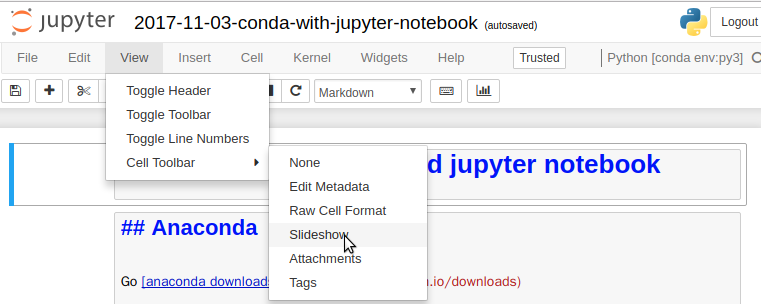 jupyter 2017-11-03-conda-with-jupyter-notebook (autosaved)
Logout
File Edit View Insert Cell Kernel Widgets Help Trusted Python [conda env:py3]
Markdown
Toggle Header
Toggle Toolbar
Toggle Line Numbers
Cell Toolbar
None
Edit Metadata
Raw Cell Format
Slideshow
Attachments
Tags
jupyter notebook
## Anaconda
Go [anaconda downloads .io/downloads)